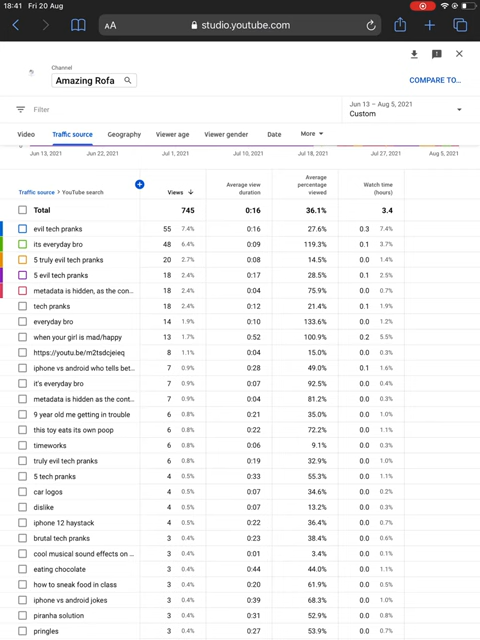 18:41 Fri 20 Aug
AA studio.youtube.com
Channel
Amazing Rofa
COMPARE TO...
Filter
Jun 13 – Aug 5, 2021
Custom
Video Traffic source Geography Viewer age Viewer gender Date More
Jun 13, 2021 Jun 22, 2021 Jul 1, 2021 Jul 10, 2021 Jul 18, 2021 Jul 27, 2021 Aug 5, 2021
Traffic source > YouTube search Views Average view duration Average percentage viewed Watch time (hours)
Total 745 0:16 36.1% 3.4
evil tech pranks 55 7.4% 0:16 27.6% 0.3 7.4%
its everyday bro 48 6.4% 0:09 119.3% 0.1 3.7%
5 truly evil tech pranks 20 2.7% 0:08 14.5% 0.0 1.4%
5 evil tech pranks 18 2.4% 0:17 28.5% 0.1 2.5%
metadata is hidden, as the con... 18 2.4% 0:04 75.9% 0.0 0.7%
tech pranks 18 2.4% 0:12 21.4% 0.1 1.9%
everyday bro 14 1.9% 0:10 133.6% 0.0 1.2%
when your girl is mad/happy 13 1.7% 0:52 100.9% 0.2 5.5%
https://youtu.be/m2tsdcjeieq 8 1.1% 0:04 15.0% 0.0 0.3%
iphone vs android who tells bet... 7 0.9% 0:28 49.0% 0.1 1.6%
it's everyday bro 7 0.9% 0:07 92.5% 0.0 0.4%
metadata is hidden as the cont... 7 0.9% 0:04 81.2% 0.0 0.3%
9 year old me getting in trouble 6 0.8% 0:21 35.0% 0.0 1.0%
this toy eats its own poop 6 0.8% 0:22 72.2% 0.0 1.1%
timeworks 6 0.8% 0:06 9.1% 0.0 0.3%
truly evil tech pranks 6 0.8% 0:19 32.9% 0.0 1.0%
5 tech pranks 4 0.5% 0:33 55.3% 0.0 1.1%
car logos 4 0.5% 0:07 34.6% 0.0 0.2%
dislike 4 0.5% 0:07 13.2% 0.0 0.3%
iphone 12 haystack 4 0.5% 0:22 36.4% 0.0 0.7%
brutal tech pranks 3 0.4% 0:23 38.4% 0.0 0.6%
cool musical sound effects on ... 3 0.4% 0:01 3.4% 0.0 0.1%
eating chocolate 3 0.4% 0:44 44.0% 0.0 1.1%
how to sneak food in class 3 0.4% 0:20 61.9% 0.0 0.5%
iphone vs android jokes 3 0.4% 0:39 68.3% 0.0 1.0%
piranha solution 3 0.4% 0:31 52.9% 0.0 0.8%
pringles 3 0.4% 0:27 53.9% 0.0 0.7%